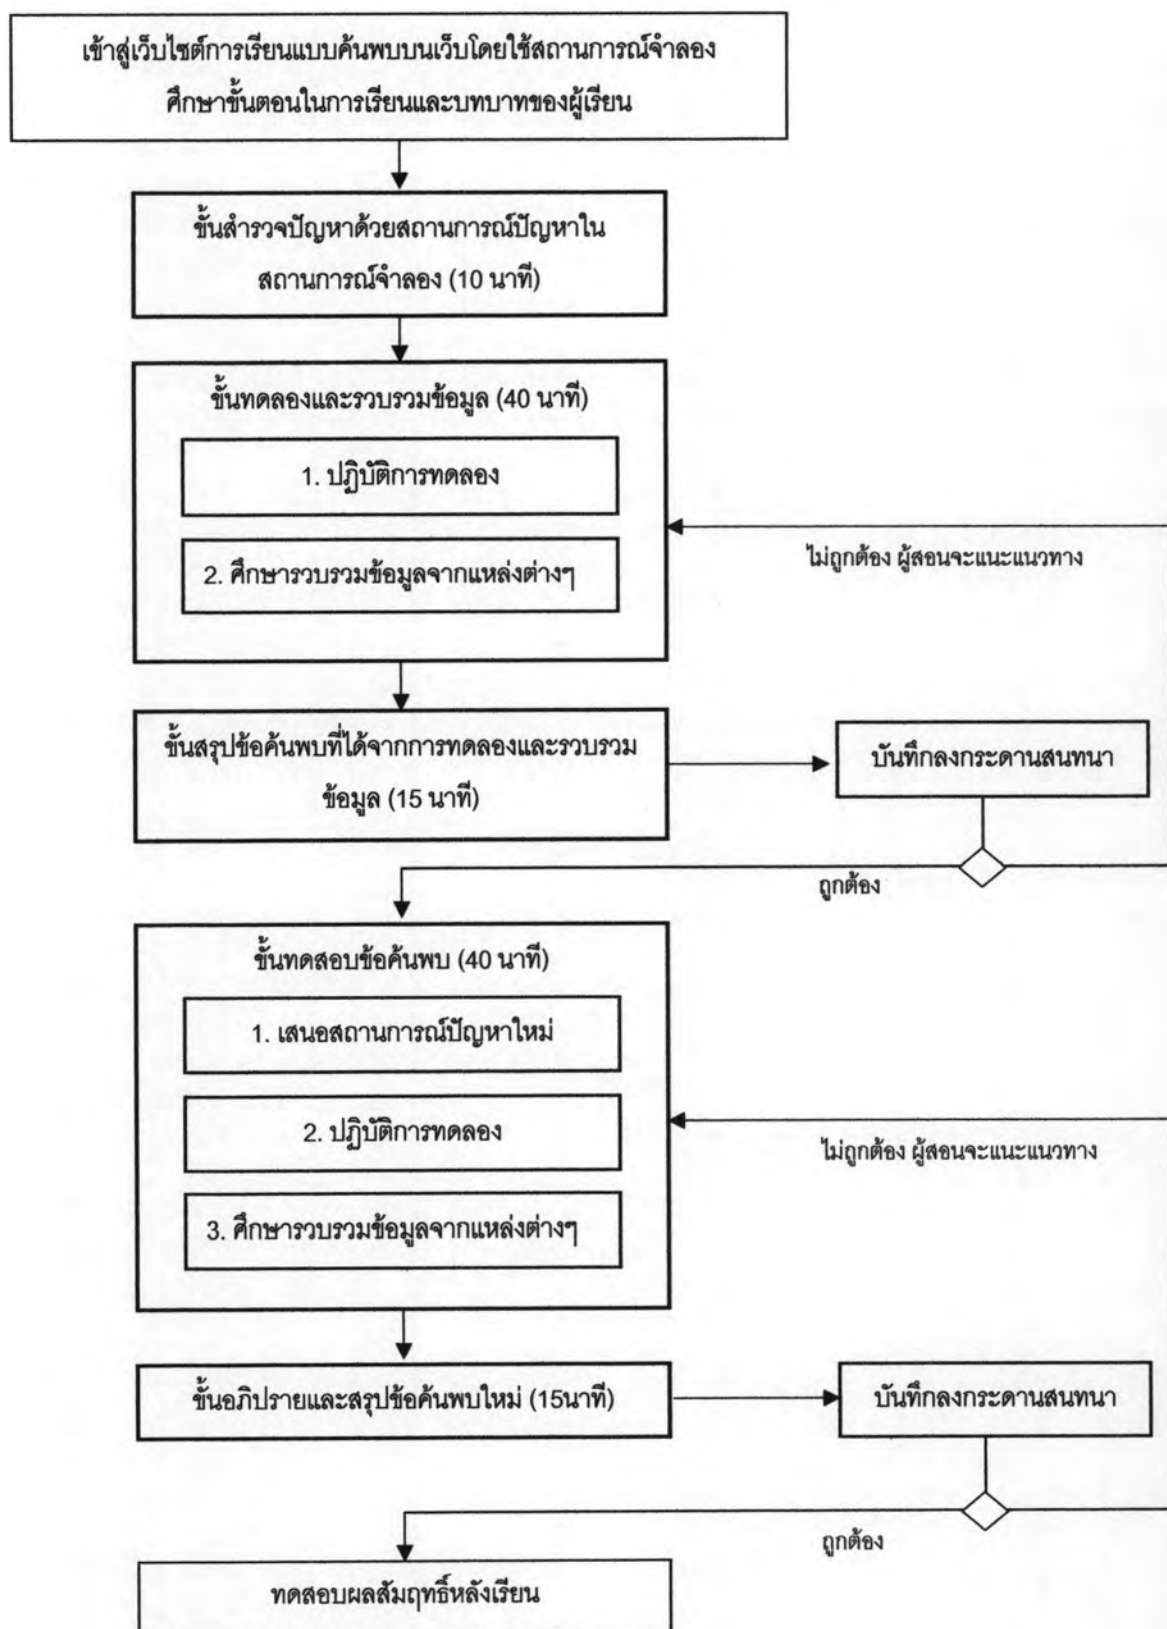 เข้าสู่เว็บไซต์การเรียนแบบค้นพบบนเว็บโดยใช้สถานการณ์จำลอง
ศึกษาขั้นตอนในการเรียนและบทบาทของผู้เรียน
ขั้นสำรวจปัญหาด้วยสถานการณ์ปัญหาใน
สถานการณ์จำลอง (10 นาที)
ขั้นทดลองและรวบรวมข้อมูล (40 นาที)
1. ปฏิบัติการทดลอง
2. ศึกษารวบรวมข้อมูลจากแหล่งต่างๆ
ไม่ถูกต้อง ผู้สอนจะแนะแนวทาง
ขั้นสรุปข้อค้นพบที่ได้จากการทดลองและรวบรวม
ข้อมูล (15 นาที)
บันทึกลงกระดานสนทนา
ถูกต้อง
ขั้นทดสอบข้อค้นพบ (40 นาที)
1. เสนอสถานการณ์ปัญหาใหม่
2. ปฏิบัติการทดลอง
3. ศึกษารวบรวมข้อมูลจากแหล่งต่างๆ
ไม่ถูกต้อง ผู้สอนจะแนะแนวทาง
ขั้นอภิปรายและสรุปข้อค้นพบใหม่ (15นาที)
บันทึกลงกระดานสนทนา
ถูกต้อง
ทดสอบผลสัมฤทธิ์หลังเรียน